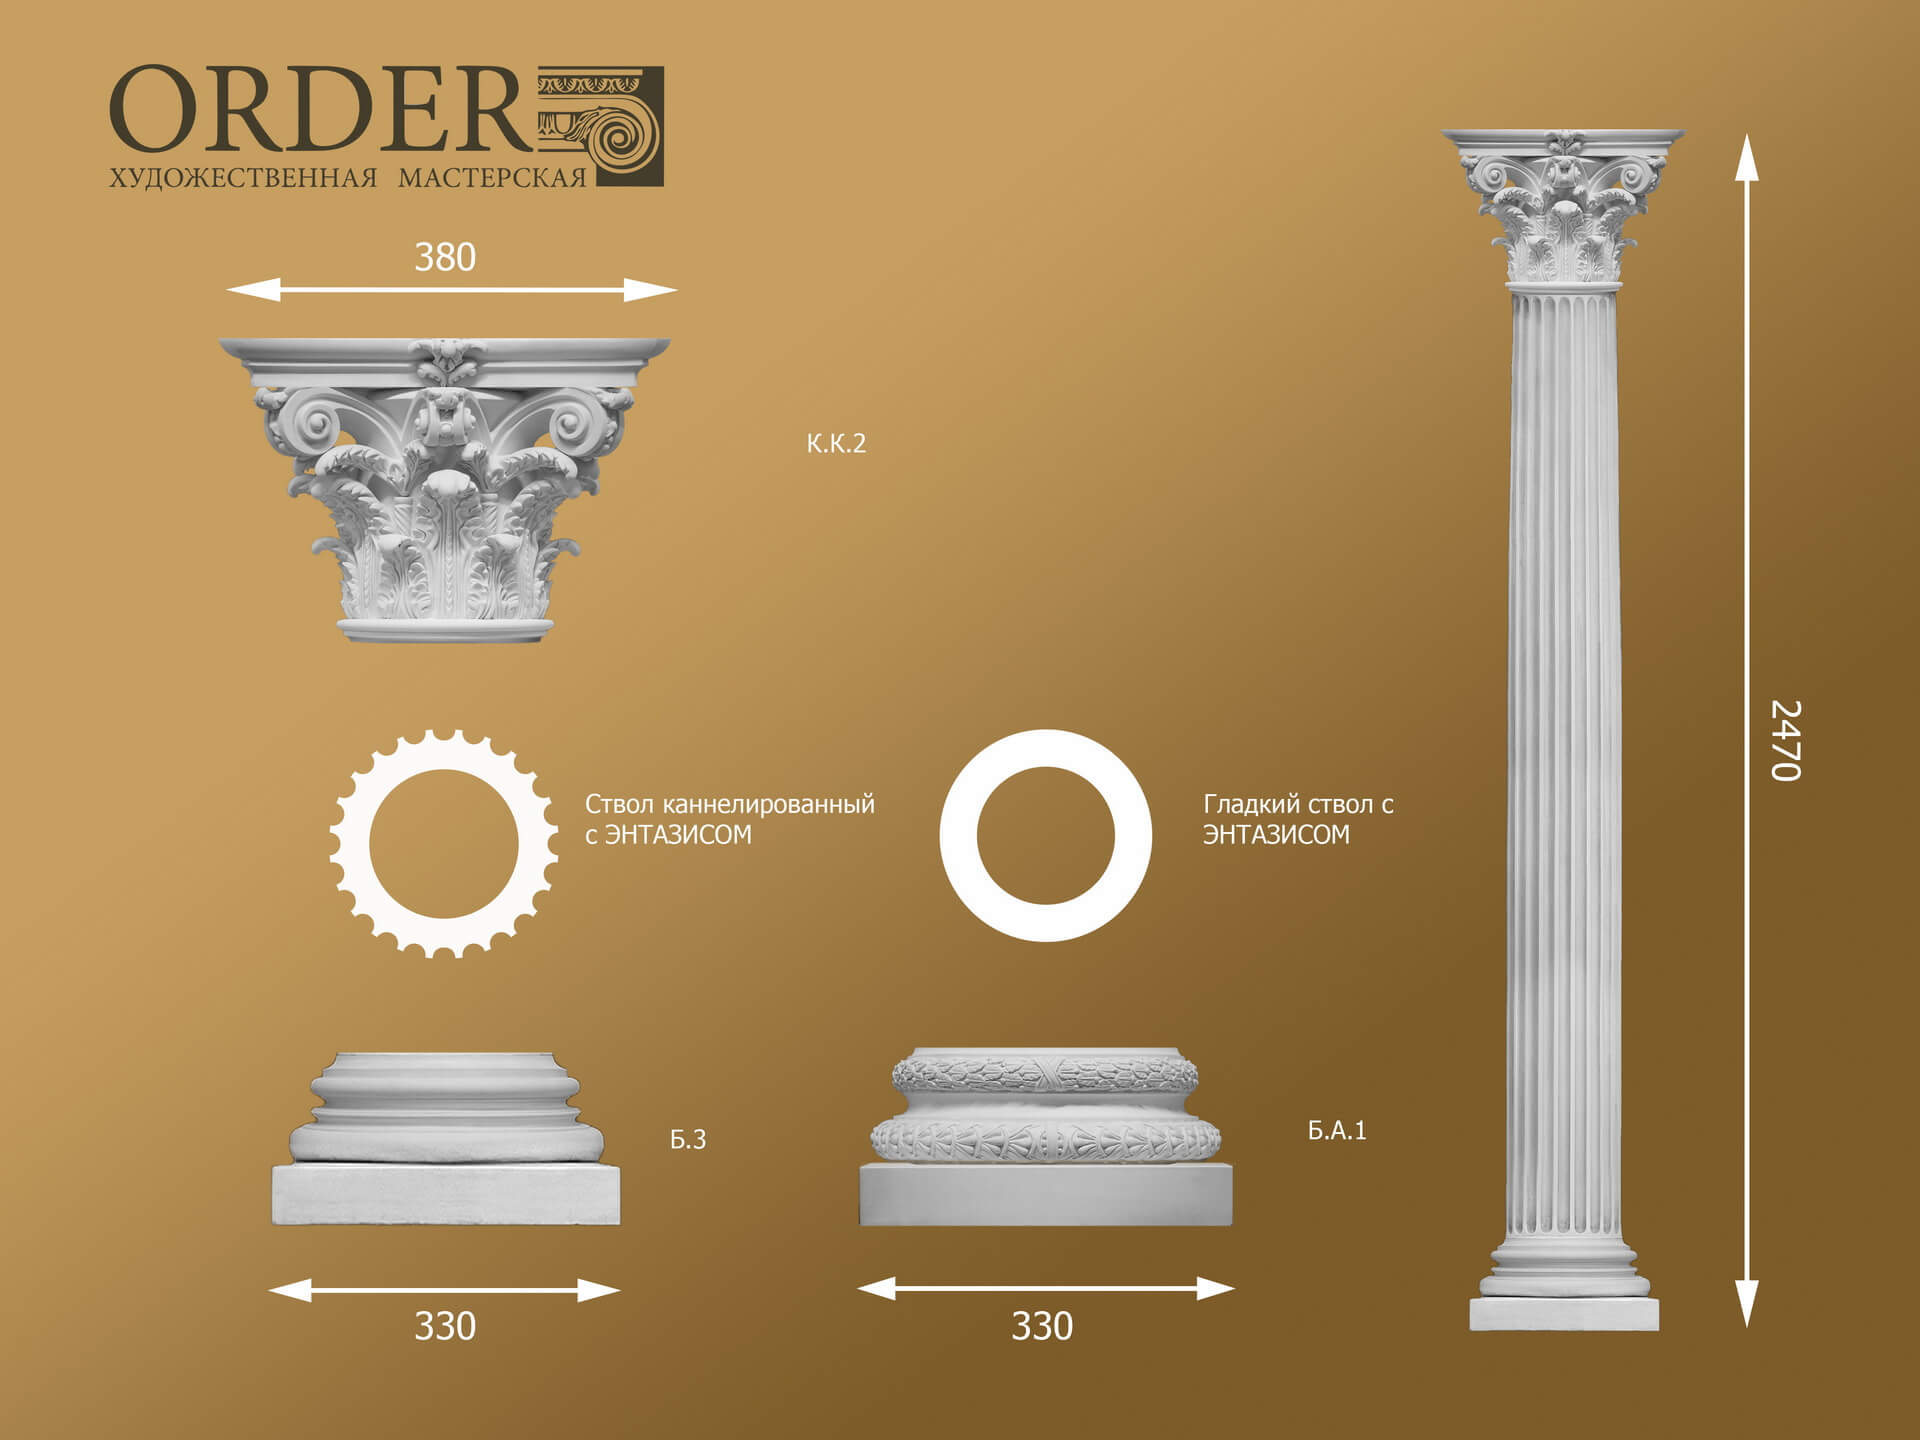 ORDER
ХУДОЖЕСТВЕННАЯ МАСТЕРСКАЯ
380
К.К.2
Ствол каннелированный
с ЭНТАЗИСОМ
Гладкий ствол с
ЭНТАЗИСОМ
2470
Б.3
Б.А.1
330
330